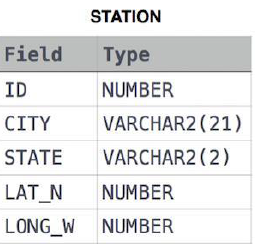 STATION
Field Type
ID NUMBER
CITY VARCHAR2(21)
STATE VARCHAR2(2)
LAT_N NUMBER
LONG_W NUMBER